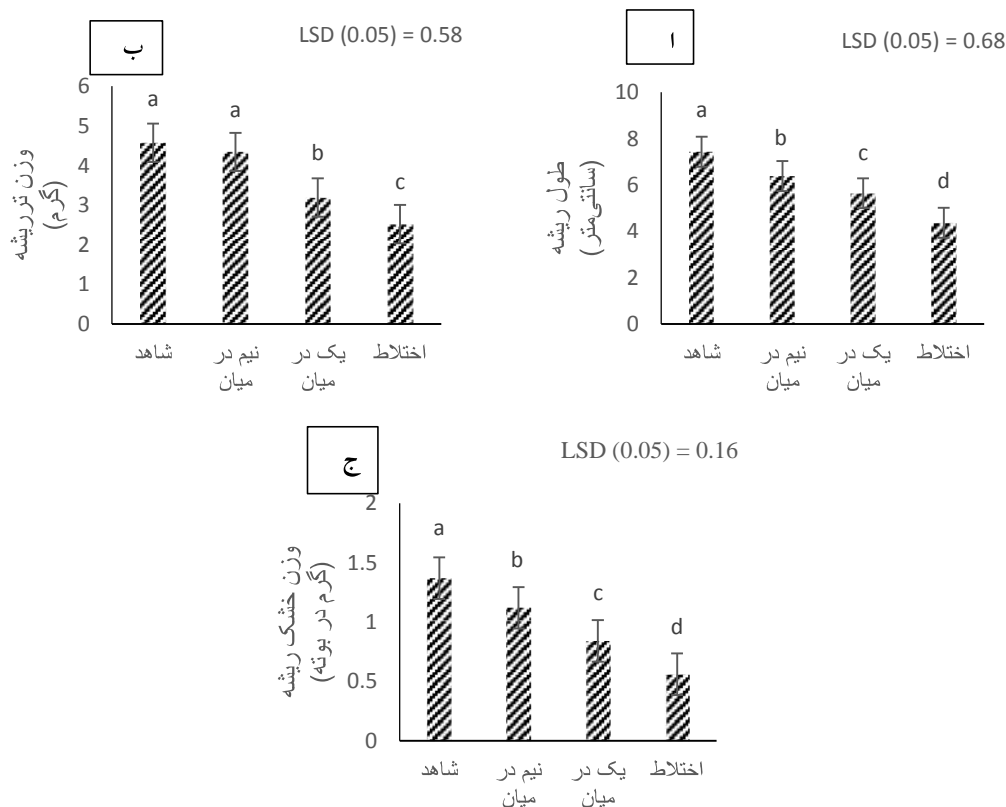 ا
LSD (0.05) = 0.68
طول ریشه
(سانتی‌متر)
10
8
6
4
2
0
a
b
c
d
شاهد
نیم در
میان
یک در
میان
اختلاط
ب
LSD (0.05) = 0.58
وزن تر ریشه
(گرم)
6
5
4
3
2
1
0
a
a
b
c
شاهد
نیم در
میان
یک در
میان
اختلاط
ج
LSD (0.05) = 0.16
وزن خشک ریشه
(گرم در بوته)
2
1.5
1
0.5
0
a
b
c
d
شاهد
نیم در
میان
یک در
میان
اختلاط